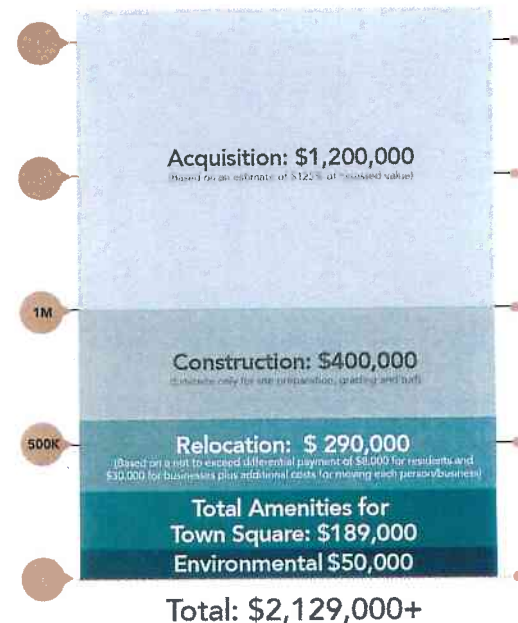 Acquisition: $1,200,000
(Based on an estimate of $125% of assessed value)
1M
Construction: $400,000
(Estimate only for site preparation, grading and turf)
500K
Relocation: $ 290,000
(Based on a not to exceed differential payment of $8,000 for residents and
$30,000 for businesses plus additional costs for moving each person/business)
Total Amenities for
Town Square: $189,000
Environmental $50,000
Total: $2,129,000+